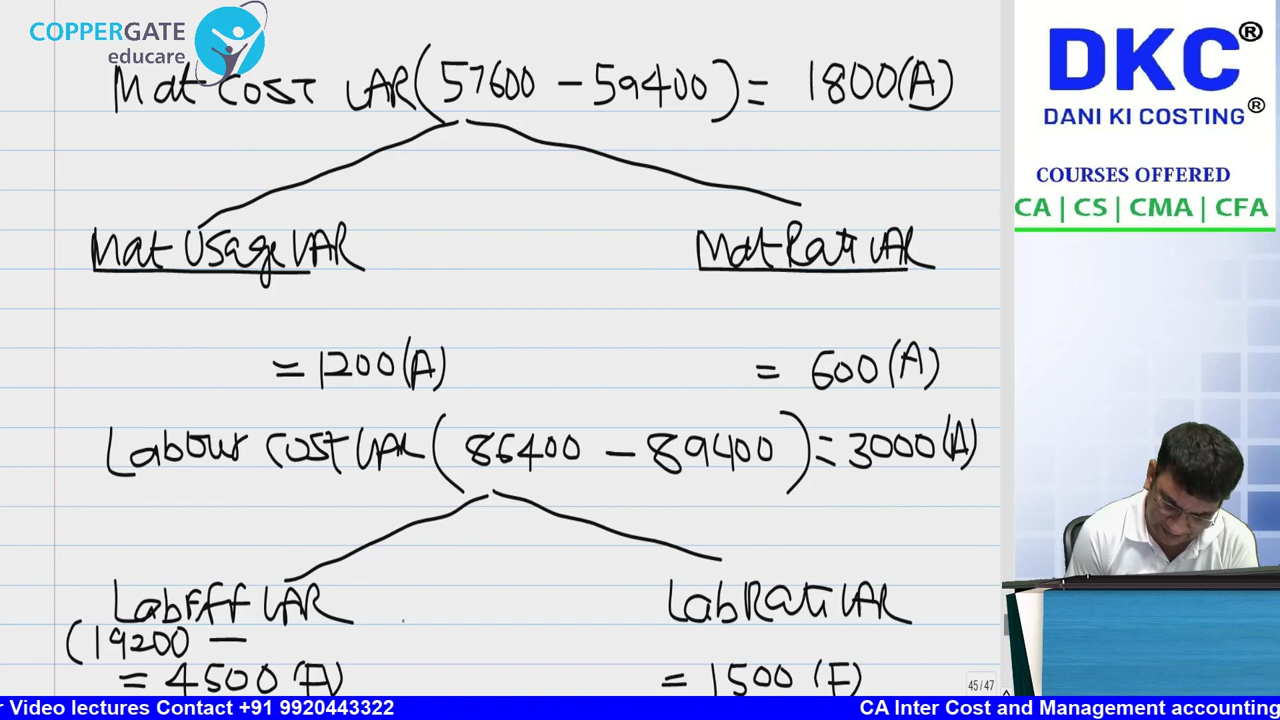 COPPERGATE
educare
Mat Cost VAR (57600 - 59400) = 1800 (A)
Mat Usage VAR
Mat Rate VAR
= 1200 (A)
= 600 (A)
Labour Cost VAR (86400 - 89400) = 3000 (A)
Lab Eff VAR
Lab Rate VAR
(19200 -
= 4500 (A)
= 1500 (F)
45/47
DKC®
DANI KI COSTING®
COURSES OFFERED
CA | CS | CMA | CFA
r Video lectures Contact +91 9920443322
CA Inter Cost and Management accounting